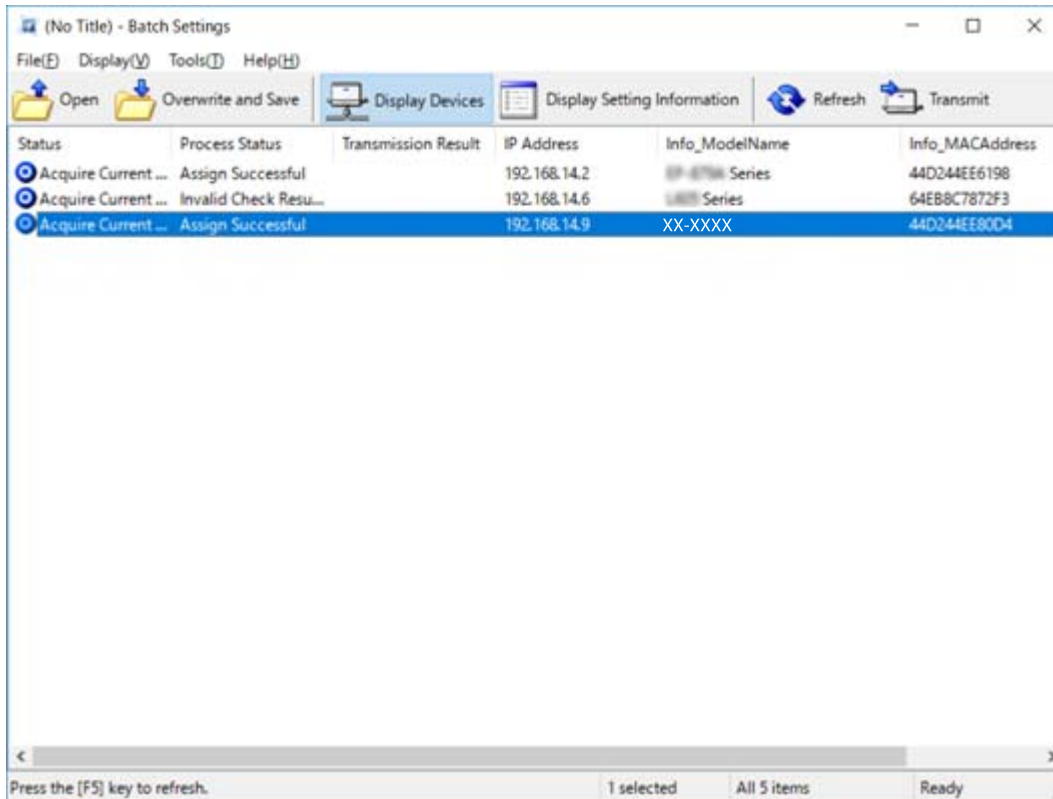 (No Title) - Batch Settings
File(F) Display(V) Tools(T) Help(H)
Open Overwrite and Save Display Devices Display Setting Information Refresh Transmit
Status Process Status Transmission Result IP Address Info_ModelName Info_MACAddress
Acquire Current ... Assign Successful 192.168.14.2 Series 44D244EE6198
Acquire Current ... Invalid Check Resu... 192.168.14.6 Series 64EB8C7872F3
Acquire Current ... Assign Successful 192.168.14.9 XX-XXXX 44D244EE80D4
Press the [F5] key to refresh. 1 selected All 5 items Ready